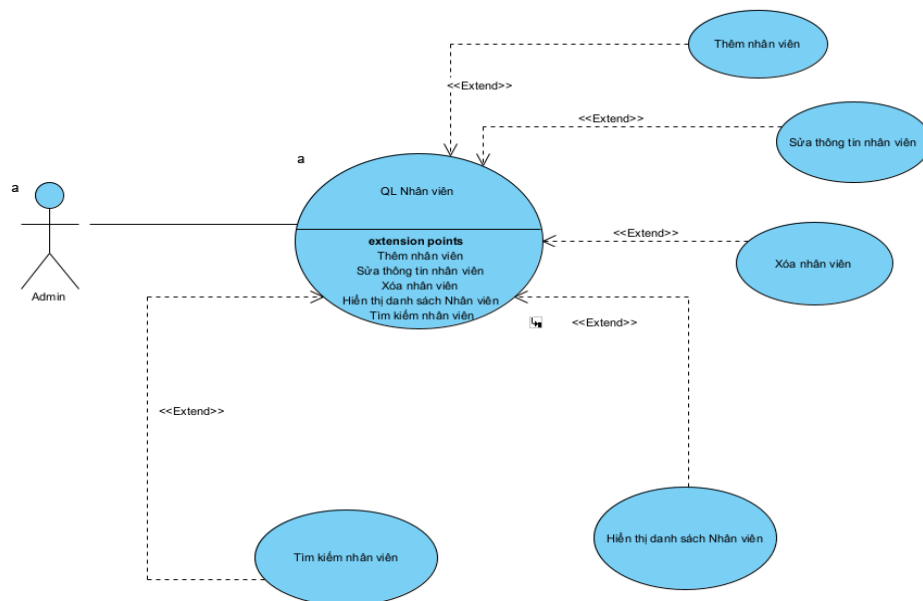 Thêm nhân viên
<<Extend>>
<<Extend>>
Sửa thông tin nhân viên
a
a
QL Nhân viên
extension points
Thêm nhân viên
Sửa thông tin nhân viên
Xóa nhân viên
Hiển thị danh sách Nhân viên
Tìm kiếm nhân viên
<<Extend>>
Xóa nhân viên
Admin
<<Extend>>
<<Extend>>
Hiển thị danh sách Nhân viên
Tìm kiếm nhân viên